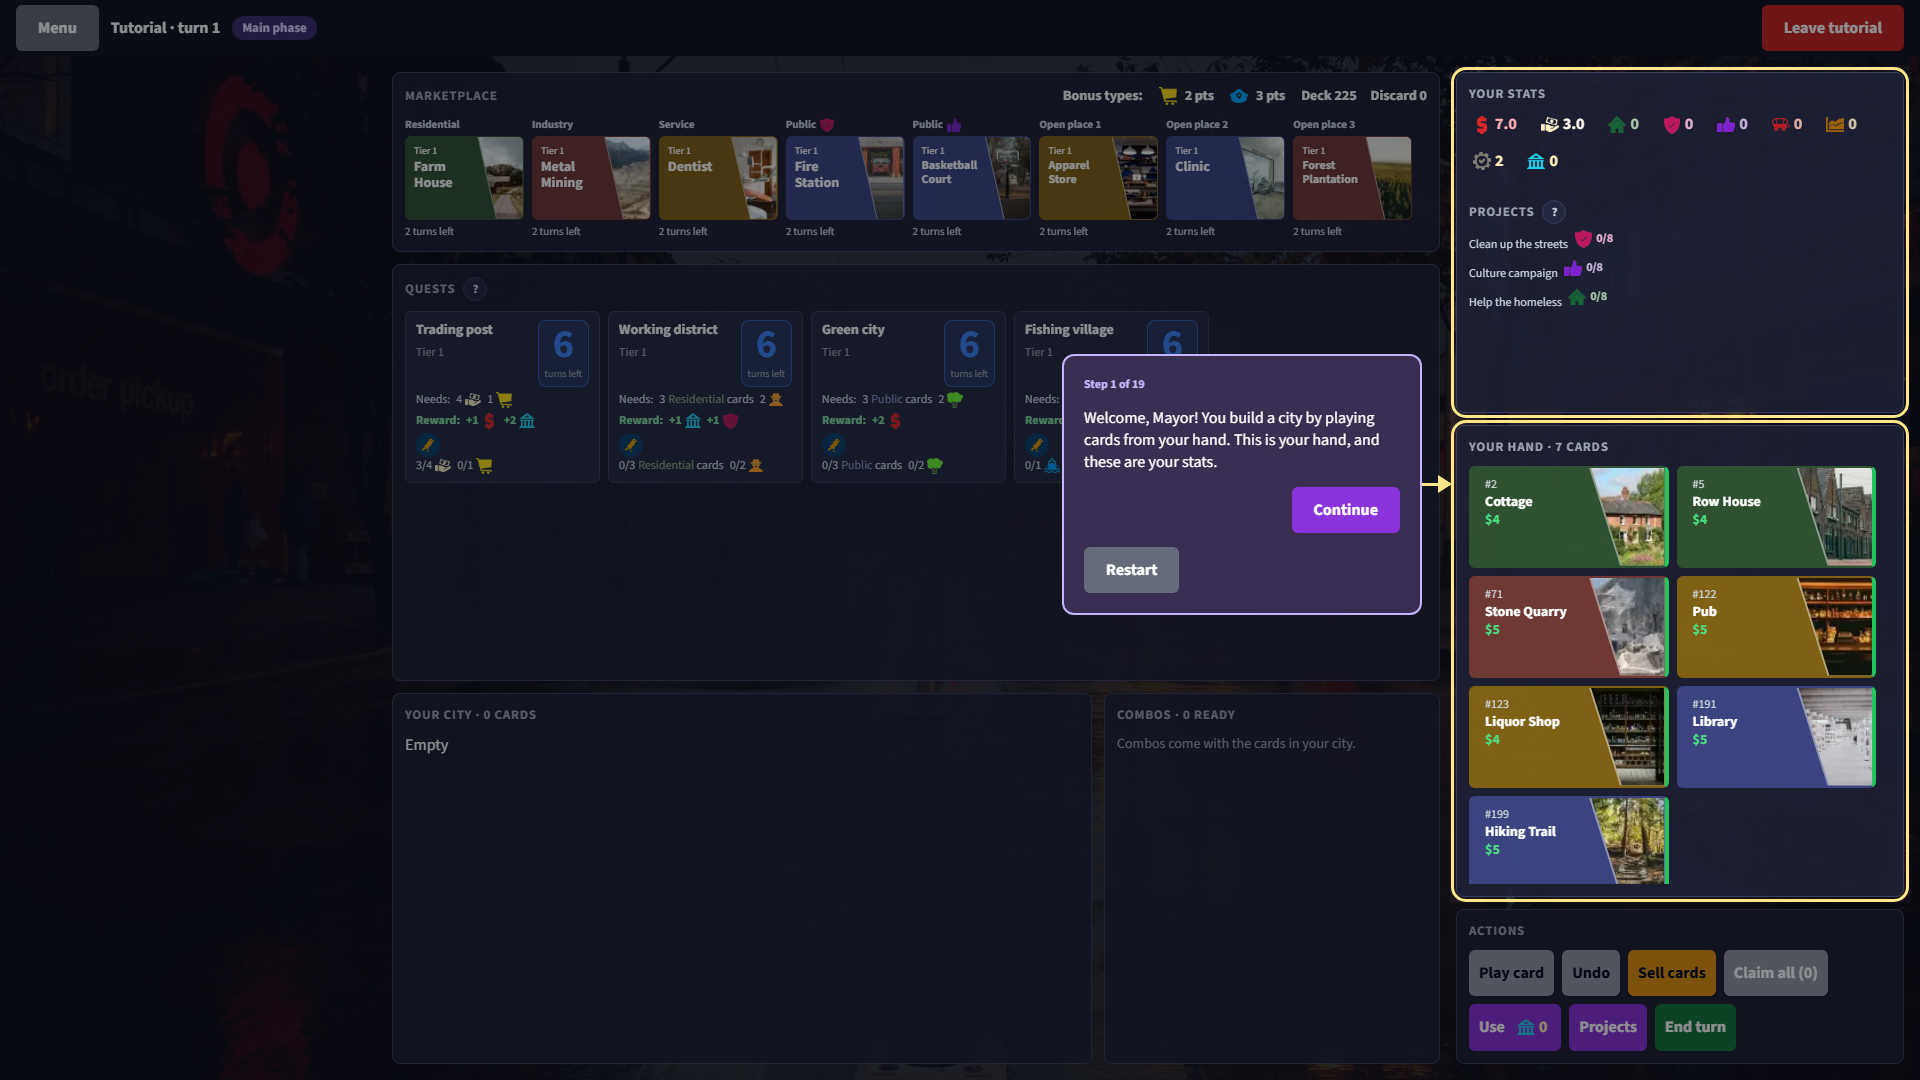 Menu
Tutorial · turn 1
Main phase
Leave tutorial
MARKETPLACE
Bonus types: 2 pts 3 pts Deck 225 Discard 0
Residential
Industry
Service
Public
Public
Open place 1
Open place 2
Open place 3
Tier 1
Farm
House
2 turns left
Tier 1
Metal
Mining
2 turns left
Tier 1
Dentist
2 turns left
Tier 1
Fire
Station
2 turns left
Tier 1
Basketball
Court
2 turns left
Tier 1
Apparel
Store
2 turns left
Tier 1
Clinic
2 turns left
Tier 1
Forest
Plantation
2 turns left
QUESTS ?
Trading post
Tier 1
6
turns left
Needs: 4 1
Reward: +1 +2
3/4 0/1
Working district
Tier 1
6
turns left
Needs: 3 Residential cards 2
Reward: +1 +1
0/3 Residential cards 0/2
Green city
Tier 1
6
turns left
Needs: 3 Public cards 2
Reward: +2
0/3 Public cards 0/2
Fishing village
Tier 1
6
Needs:
Reward
0/1
order pickup
Step 1 of 19
Welcome, Mayor! You build a city by playing
cards from your hand. This is your hand, and
these are your stats.
Continue
Restart
YOUR CITY · 0 CARDS
Empty
COMBOS · 0 READY
Combos come with the cards in your city.
YOUR STATS
7.0 3.0 0 0 0 0 0
2 0
PROJECTS ?
Clean up the streets 0/8
Culture campaign 0/8
Help the homeless 0/8
YOUR HAND · 7 CARDS
#2
Cottage
$4
#5
Row House
$4
#71
Stone Quarry
$5
#122
Pub
$5
#123
Liquor Shop
$4
#191
Library
$5
#199
Hiking Trail
$5
ACTIONS
Play card
Undo
Sell cards
Claim all (0)
Use 0
Projects
End turn